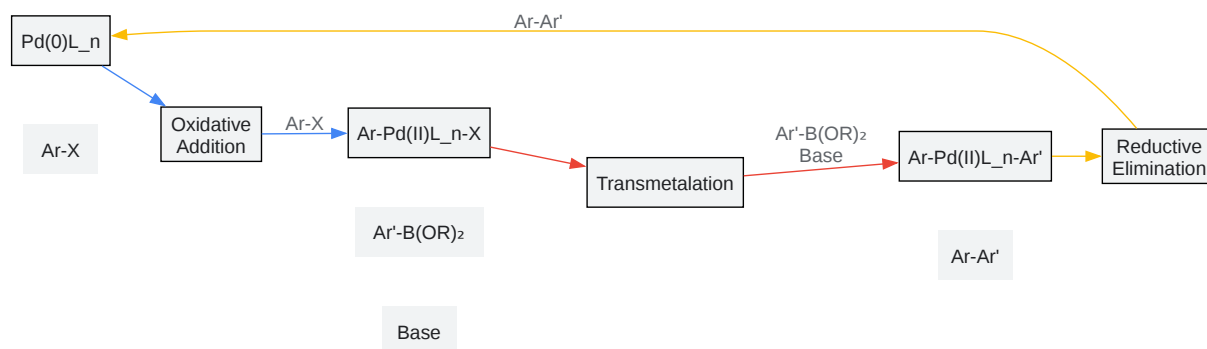 Ar-Ar'
Pd(0)L_n
Oxidative
Addition
Ar-X
Ar-Pd(II)L_n-X
Ar'-B(OR)₂
Base
Ar-Pd(II)L_n-Ar'
Reductive
Elimination
Ar-X
Transmetalation
Ar'-B(OR)₂
Ar-Ar'
Base